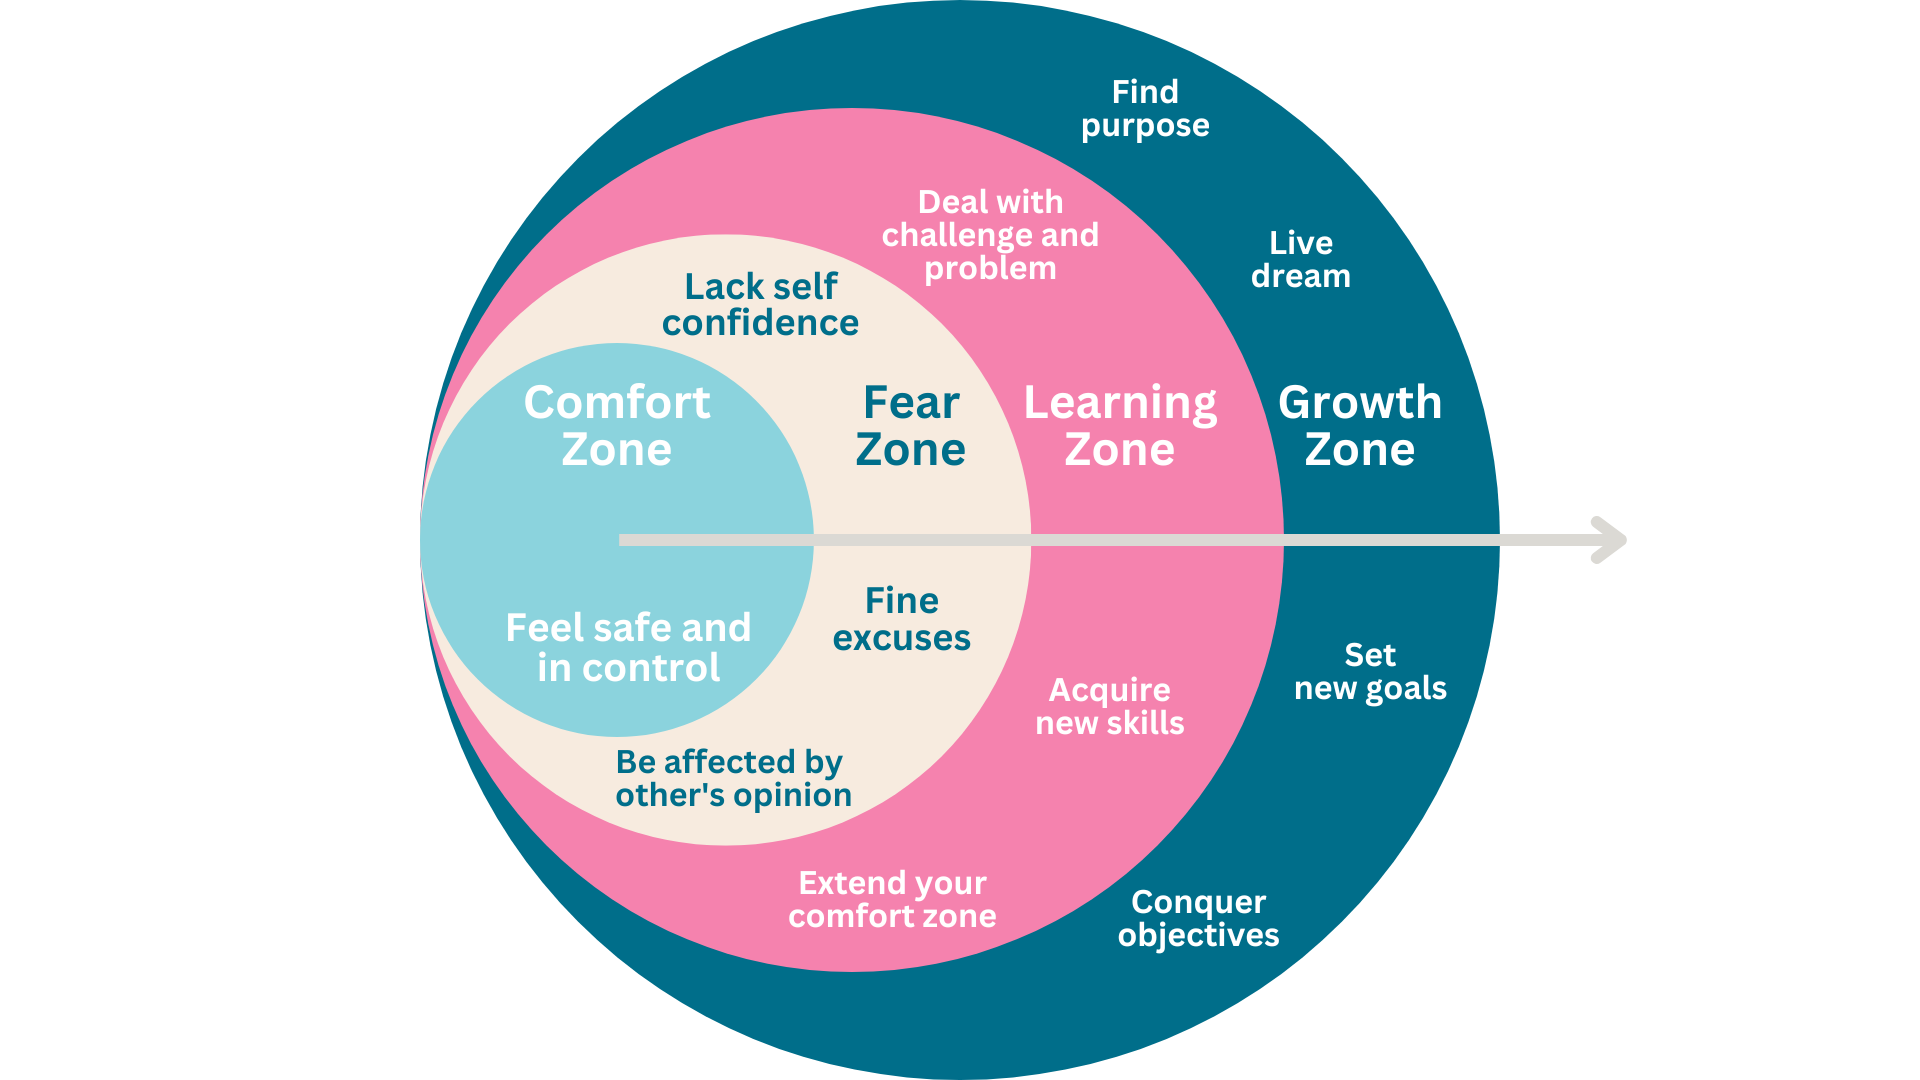 Comfort
Zone
Feel safe and
in control
Lack self
confidence
Fear
Zone
Fine
excuses
Be affected by
other's opinion
Deal with
challenge and
problem
Learning
Zone
Acquire
new skills
Extend your
comfort zone
Find
purpose
Live
dream
Growth
Zone
Set
new goals
Conquer
objectives